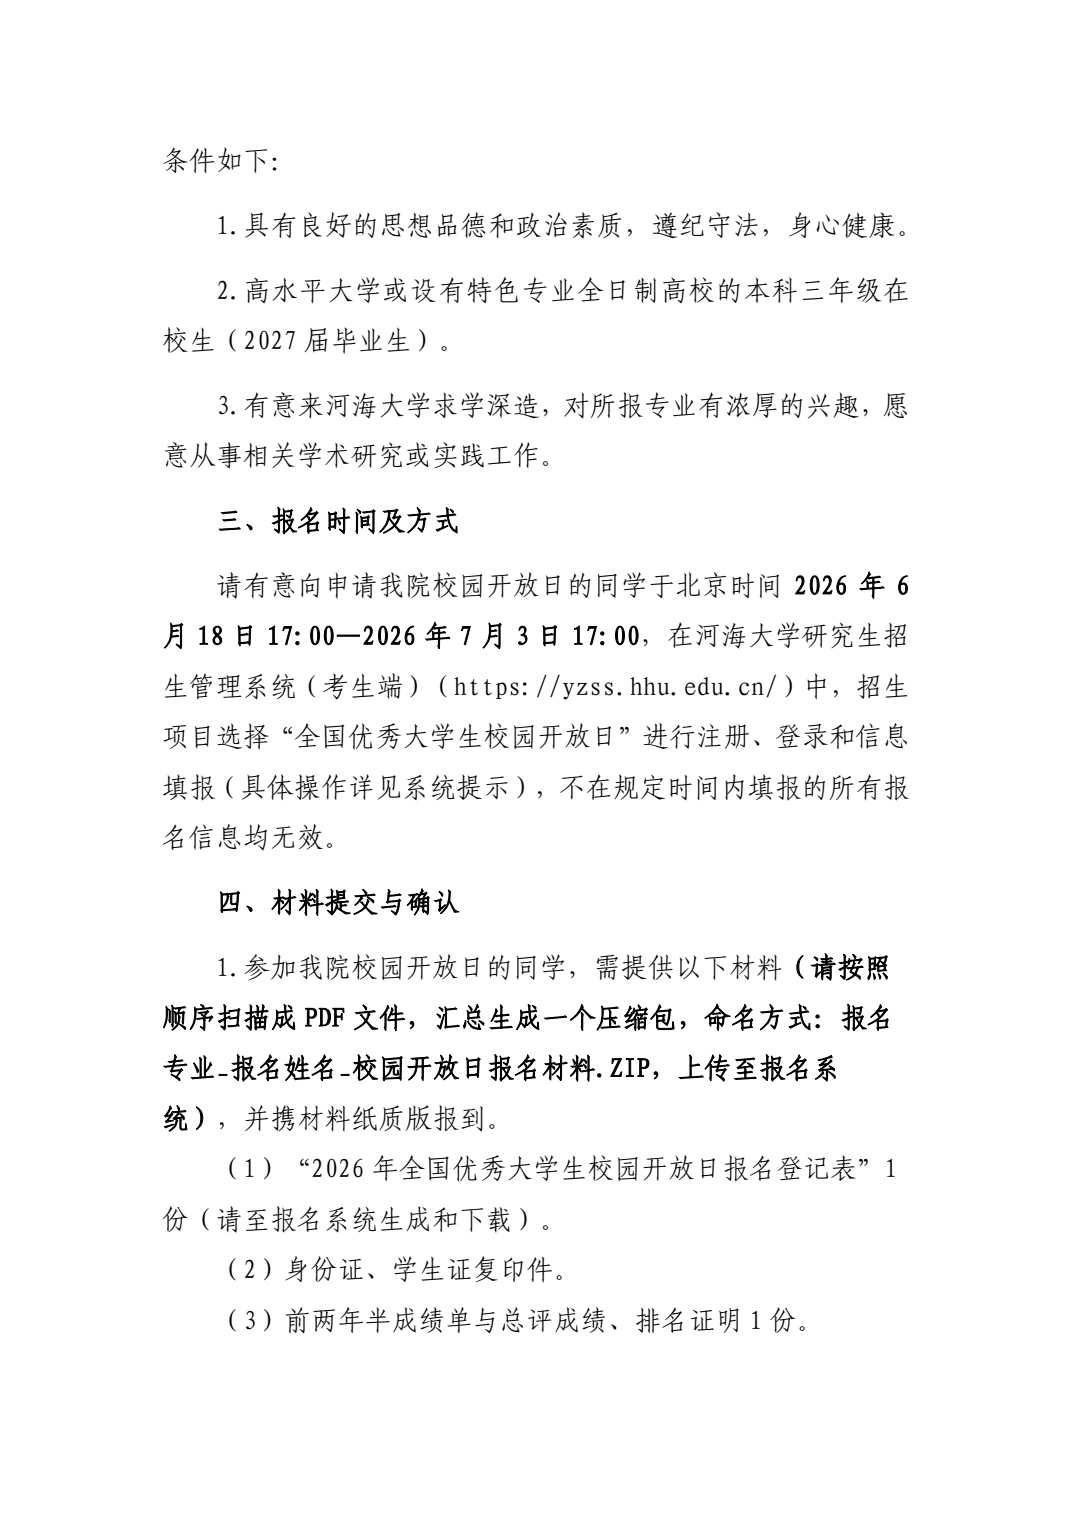 条件如下：
1.具有良好的思想品德和政治素质，遵纪守法，身心健康。
2.高水平大学或设有特色专业全日制高校的本科三年级在
校生（2027 届毕业生）。
3.有意来河海大学求学深造，对所报专业有浓厚的兴趣，愿
意从事相关学术研究或实践工作。
三、报名时间及方式
请有意向申请我院校园开放日的同学于北京时间 2026 年 6
月 18 日 17:00—2026 年 7 月 3 日 17:00，在河海大学研究生招
生管理系统（考生端）（https://yzss.hhu.edu.cn/）中，招生
项目选择“全国优秀大学生校园开放日”进行注册、登录和信息
填报（具体操作详见系统提示），不在规定时间内填报的所有报
名信息均无效。
四、材料提交与确认
1.参加我院校园开放日的同学，需提供以下材料（请按照
顺序扫描成 PDF 文件，汇总生成一个压缩包，命名方式：报名
专业_报名姓名_校园开放日报名材料.ZIP，上传至报名系
统），并携材料纸质版报到。
（1）“2026 年全国优秀大学生校园开放日报名登记表”1
份（请至报名系统生成和下载）。
（2）身份证、学生证复印件。
（3）前两年半成绩单与总评成绩、排名证明 1 份。